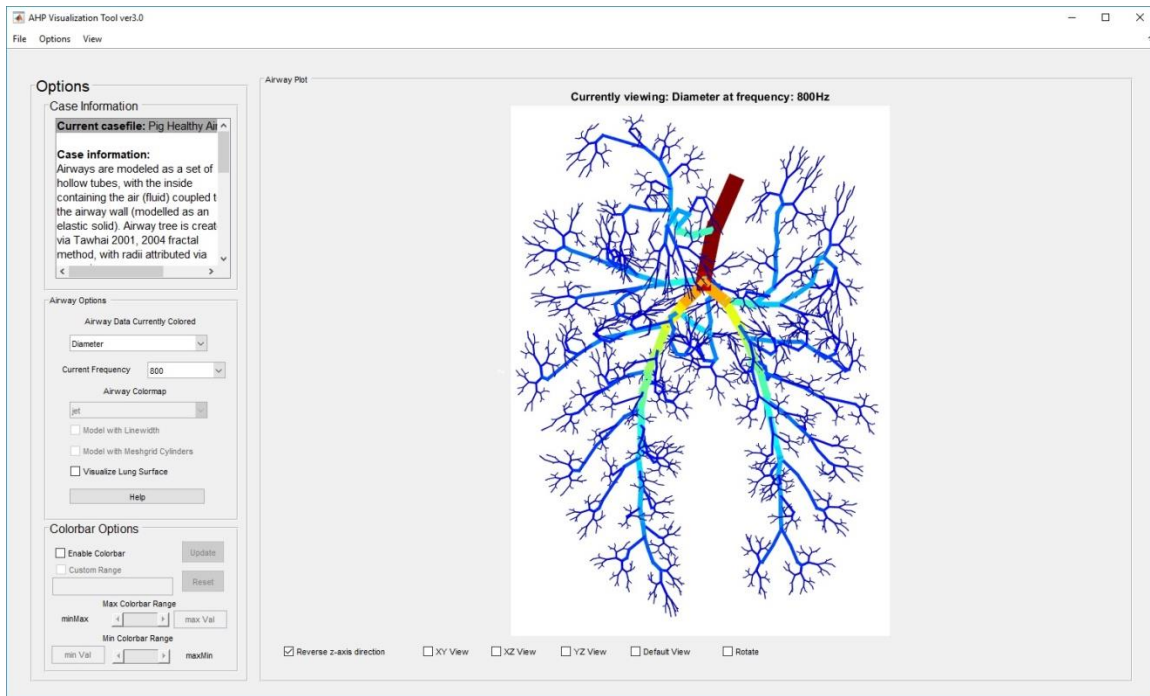 AHP Visualization Tool ver3.0
File Options View
Options
Case Information
Current casefile: Pig Healthy Air
Case information:
Airways are modeled as a set of
hollow tubes, with the inside
containing the air (fluid) coupled t
the airway wall (modelled as an
elastic solid). Airway tree is creat
via Tawhai 2001, 2004 fractal
method, with radii attributed via
Airway Options
Airway Data Currently Colored
Diameter
Current Frequency 800
Airway Colormap
jet
Model with Linewidth
Model with Meshgrid Cylinders
Visualize Lung Surface
Help
Colorbar Options
Enable Colorbar Update
Custom Range
Reset
Max Colorbar Range
minMax max Val
Min Colorbar Range
min Val maxMin
Airway Plot
Currently viewing: Diameter at frequency: 800Hz
Reverse z-axis direction XY View XZ View YZ View Default View Rotate